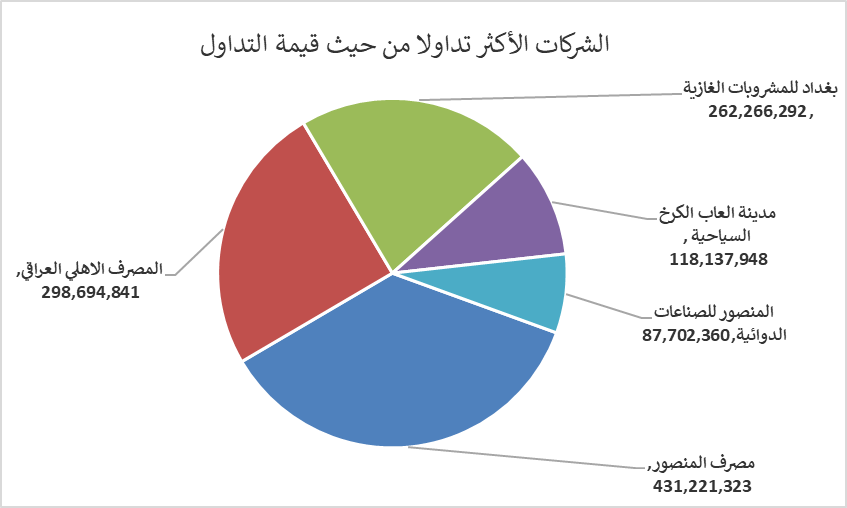 الشركات الأكثر تداولا من حيث قيمة التداول
بغداد للمشروبات الغازية
, 262,266,292
مدينة العاب الكرخ
السياحية ,
118,137,948
المنصور للصناعات
الدوائية, 87,702,360
مصرف المنصور,
431,221,323
المصرف الاهلي العراقي,
298,694,841